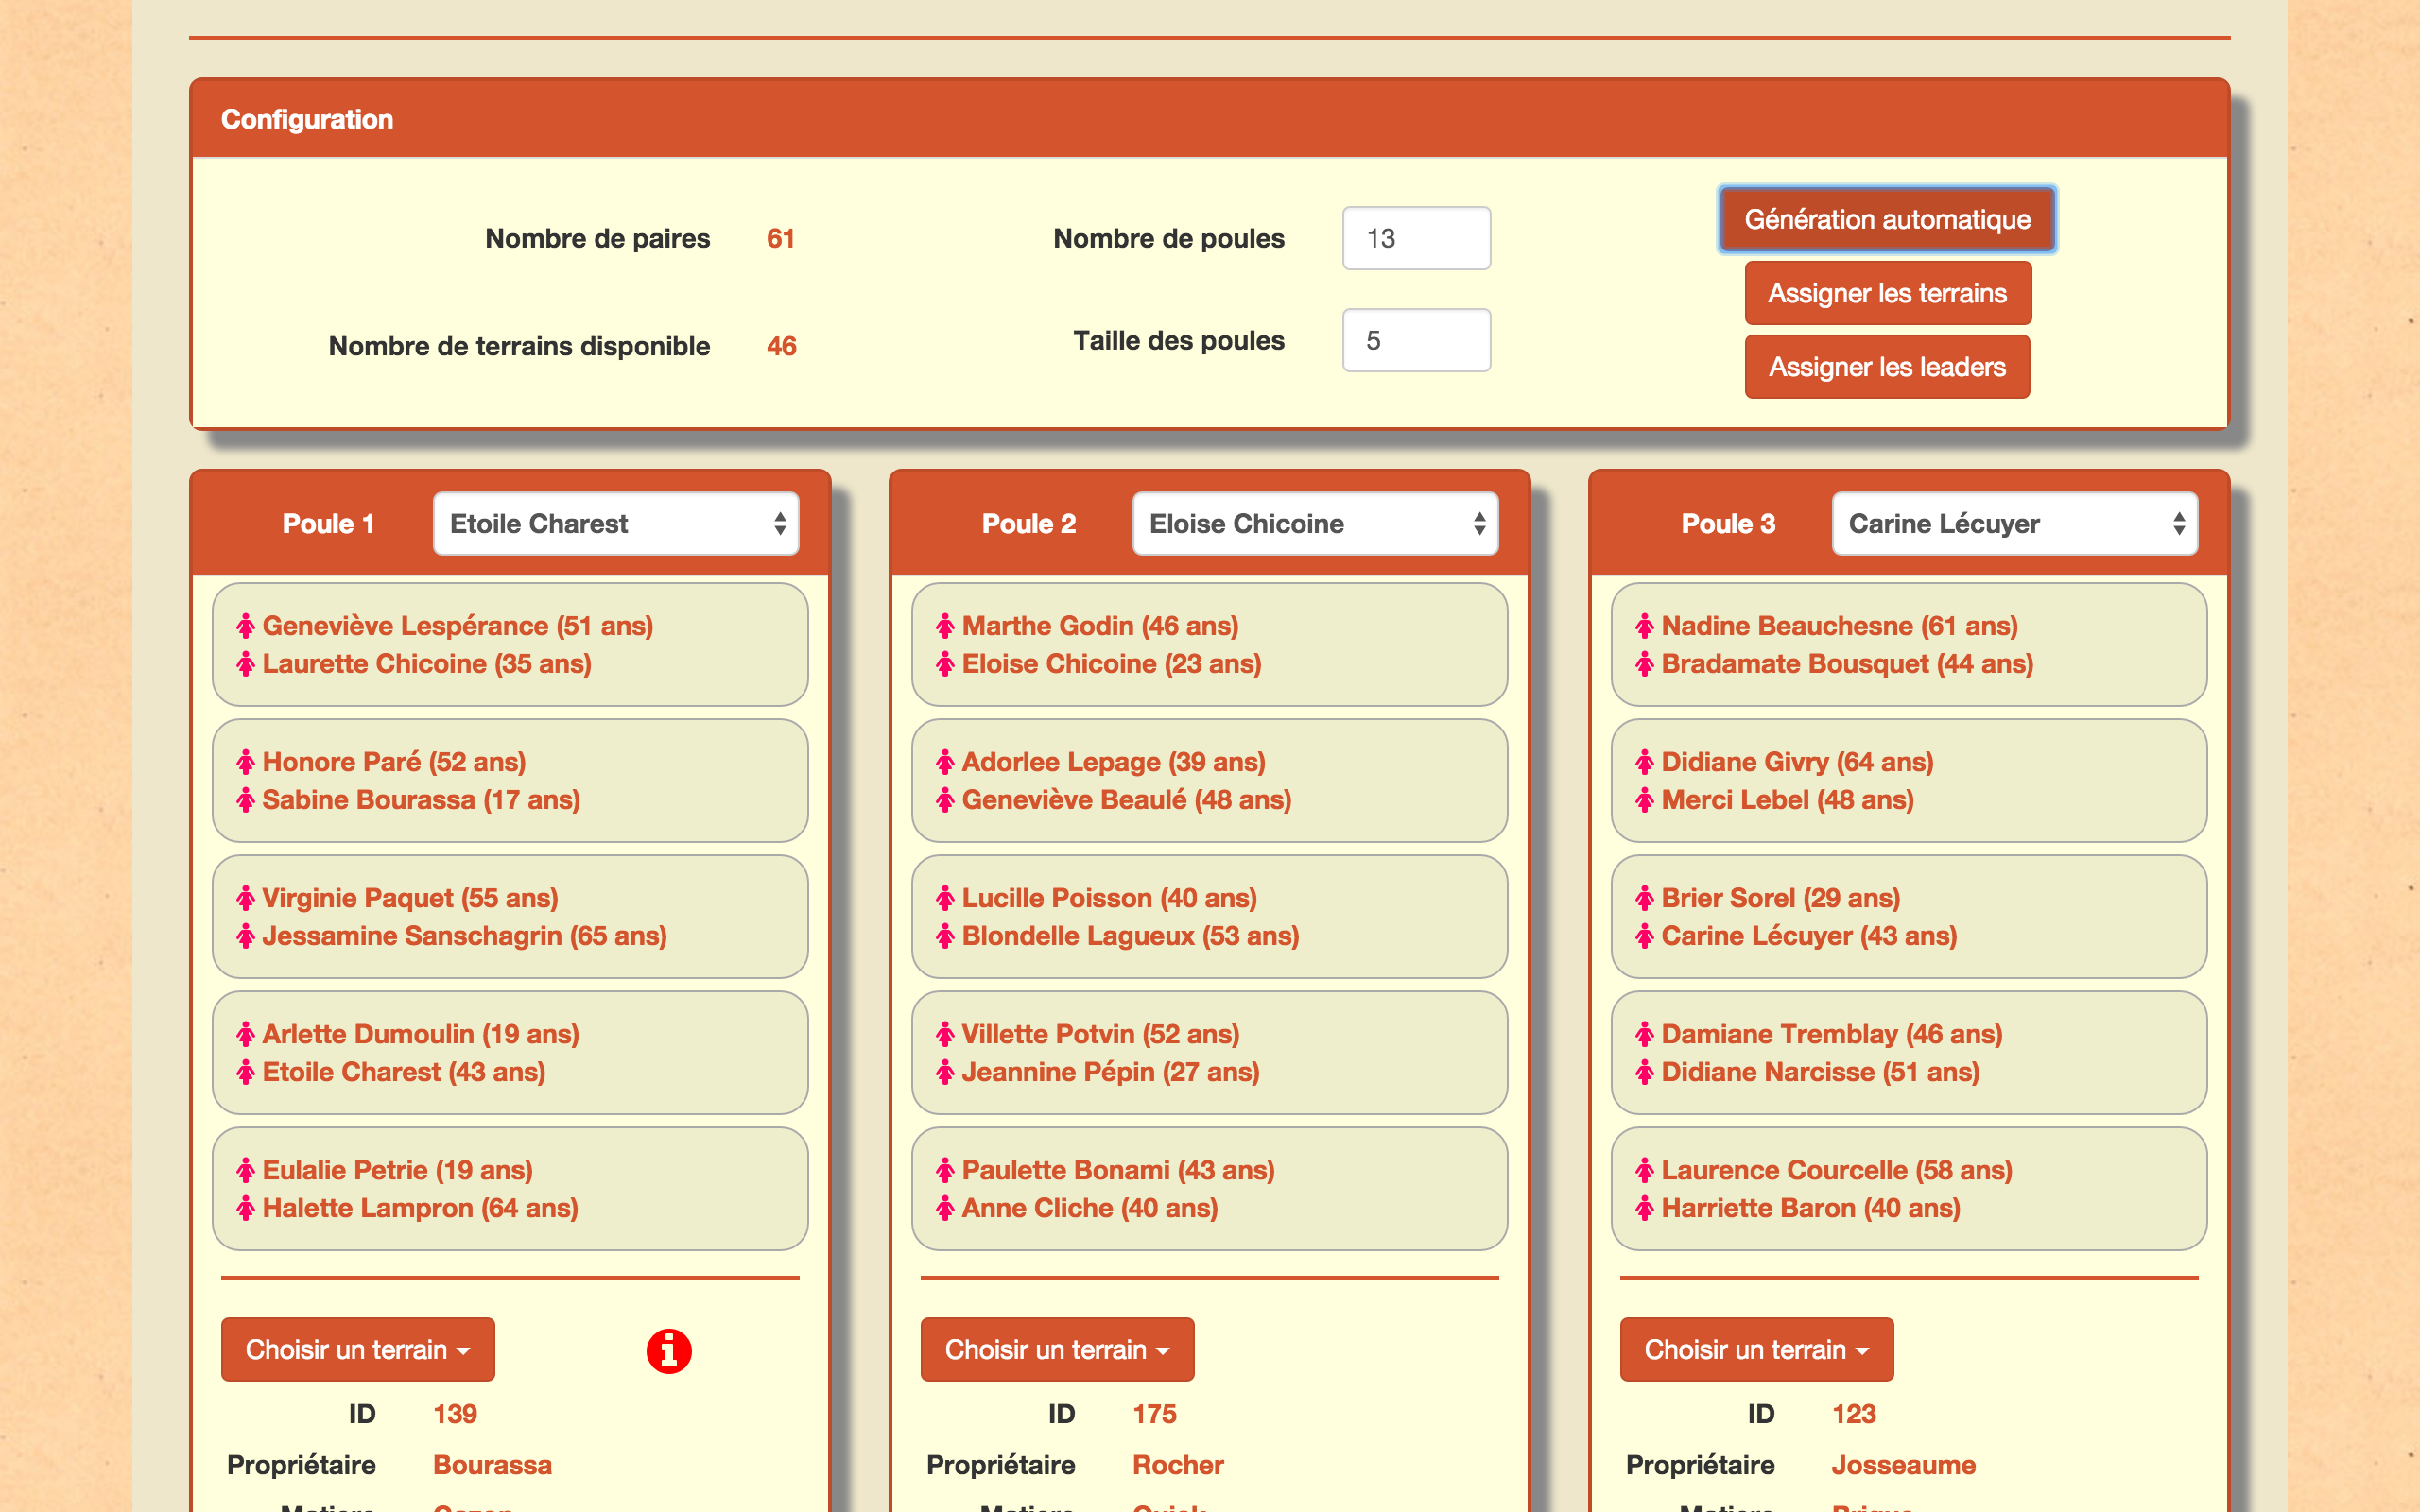 Configuration
Nombre de paires 61
Nombre de poules 13
Génération automatique
Assigner les terrains
Nombre de terrains disponible 46
Taille des poules 5
Assigner les leaders
Poule 1 Etoile Charest
Geneviève Lespérance (51 ans)
Laurette Chicoine (35 ans)
Honore Paré (52 ans)
Sabine Bourassa (17 ans)
Virginie Paquet (55 ans)
Jessamine Sanschagrin (65 ans)
Arlette Dumoulin (19 ans)
Etoile Charest (43 ans)
Eulalie Petrie (19 ans)
Halette Lampron (64 ans)
Choisir un terrain
ID 139
Propriétaire Bourassa
Poule 2 Eloise Chicoine
Marthe Godin (46 ans)
Eloise Chicoine (23 ans)
Adorlee Lepage (39 ans)
Geneviève Beaulé (48 ans)
Lucille Poisson (40 ans)
Blondelle Lagueux (53 ans)
Villette Potvin (52 ans)
Jeannine Pépin (27 ans)
Paulette Bonami (43 ans)
Anne Cliche (40 ans)
Choisir un terrain
ID 175
Propriétaire Rocher
Poule 3 Carine Lécuyer
Nadine Beauchesne (61 ans)
Bradamate Bousquet (44 ans)
Didiane Givry (64 ans)
Merci Lebel (48 ans)
Brier Sorel (29 ans)
Carine Lécuyer (43 ans)
Damiane Tremblay (46 ans)
Didiane Narcisse (51 ans)
Laurence Courcelle (58 ans)
Harriette Baron (40 ans)
Choisir un terrain
ID 123
Propriétaire Josseaume